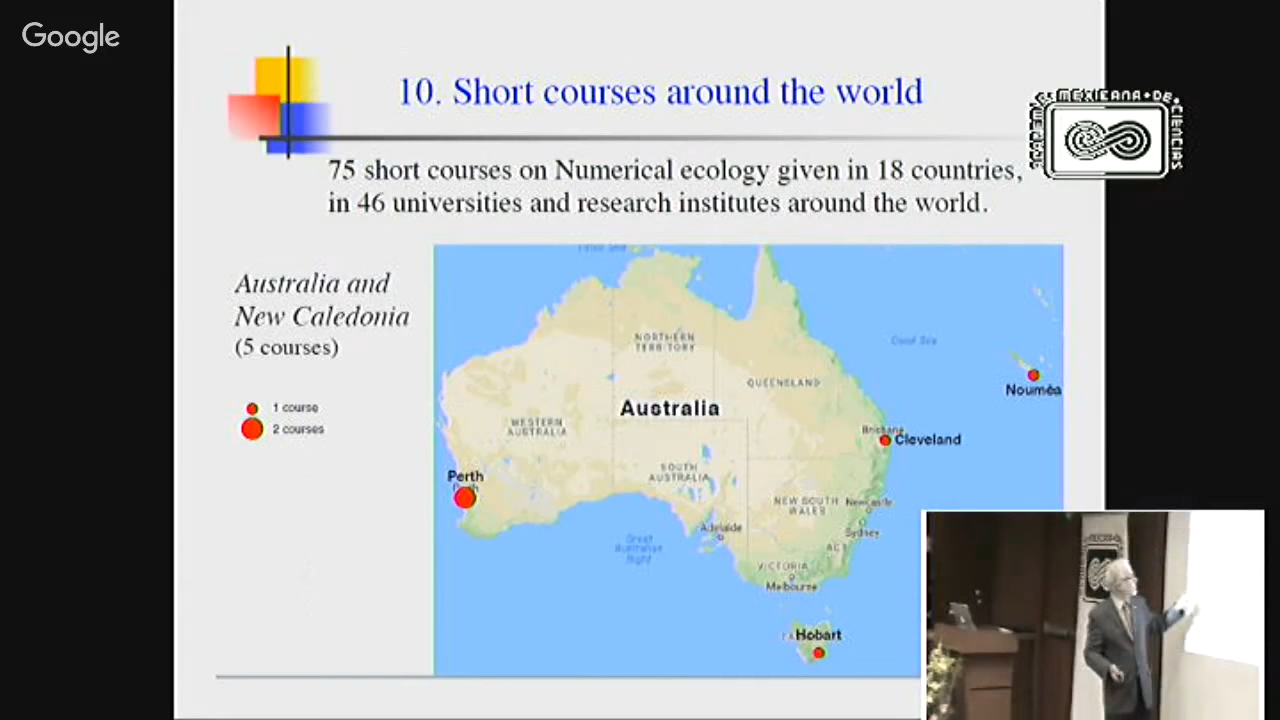 Google
10. Short courses around the world
ACADEMIA MEXICANA DE CIENCIAS
75 short courses on Numerical ecology given in 18 countries,
in 46 universities and research institutes around the world.
Australia and
New Caledonia
(5 courses)
1 course
2 courses
Coral Sea
NORTHERN
TERRITORY
QUEENSLAND
Nouméa
Australia
WESTERN
AUSTRALIA
Brisbane
Cleveland
SOUTH
AUSTRALIA
Perth
Perth
NEW SOUTH
WALES
Newcastle
Adelaide
Sydney
Great
Australian
Bight
ACT
VICTORIA
Melbourne
Hobart